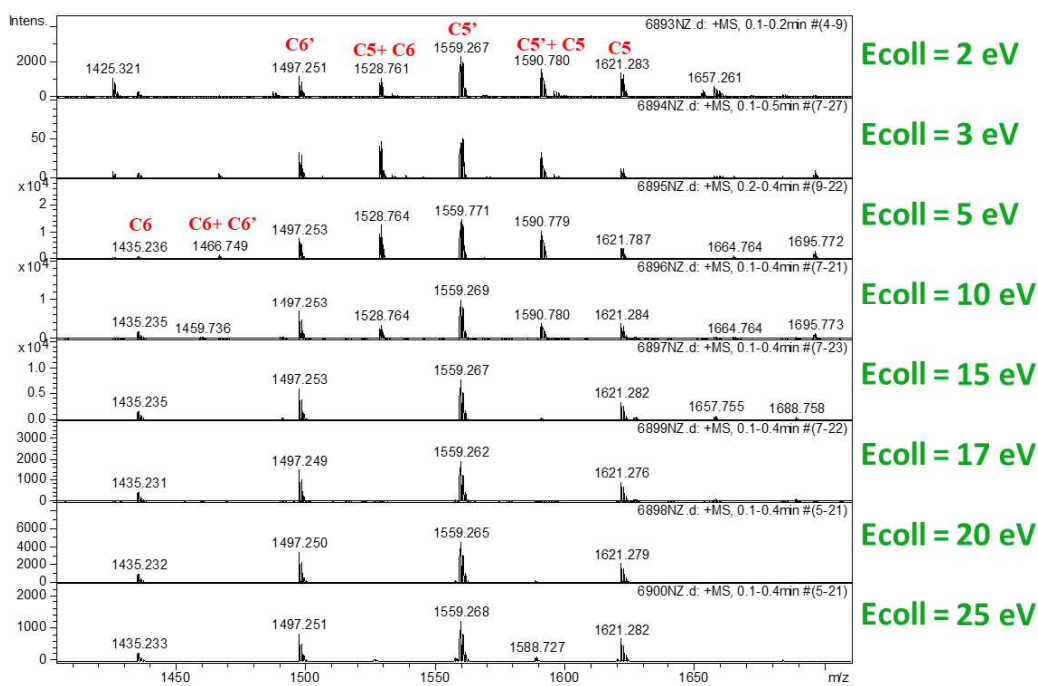 Intens.
6893NZ.d: +MS, 0.1-0.2min #(4-9)
C6' C5+ C6 C5' C5'+ C5 C5
Ecoll = 2 eV
2000
0
1425.321 1497.251 1528.761 1559.267 1590.780 1621.283 1657.261
6894NZ.d: +MS, 0.1-0.5min #(7-27)
Ecoll = 3 eV
50
0
x10⁴
6895NZ.d: +MS, 0.2-0.4min #(9-22)
Ecoll = 5 eV
2
1
0
C6 C6+ C6'
1435.236 1466.749 1497.253 1528.764 1559.771 1590.779 1621.787 1664.764 1695.772
x10⁴
6896NZ.d: +MS, 0.1-0.4min #(7-21)
Ecoll = 10 eV
1
0
1435.235 1459.736 1497.253 1528.764 1559.269 1590.780 1621.284 1664.764 1695.773
x10⁴
6897NZ.d: +MS, 0.1-0.4min #(7-23)
Ecoll = 15 eV
1.0
0.5
0.0
1435.235 1497.253 1559.267 1621.282 1657.755 1688.758
6899NZ.d: +MS, 0.1-0.4min #(7-22)
Ecoll = 17 eV
3000
2000
1000
0
1435.231 1497.249 1559.262 1621.276
6898NZ.d: +MS, 0.1-0.4min #(5-21)
Ecoll = 20 eV
6000
4000
2000
0
1435.232 1497.250 1559.265 1621.279
6900NZ.d: +MS, 0.1-0.4min #(5-21)
Ecoll = 25 eV
2000
1000
0
1435.233 1497.251 1559.268 1588.727 1621.282
1450 1500 1550 1600 1650 m/z